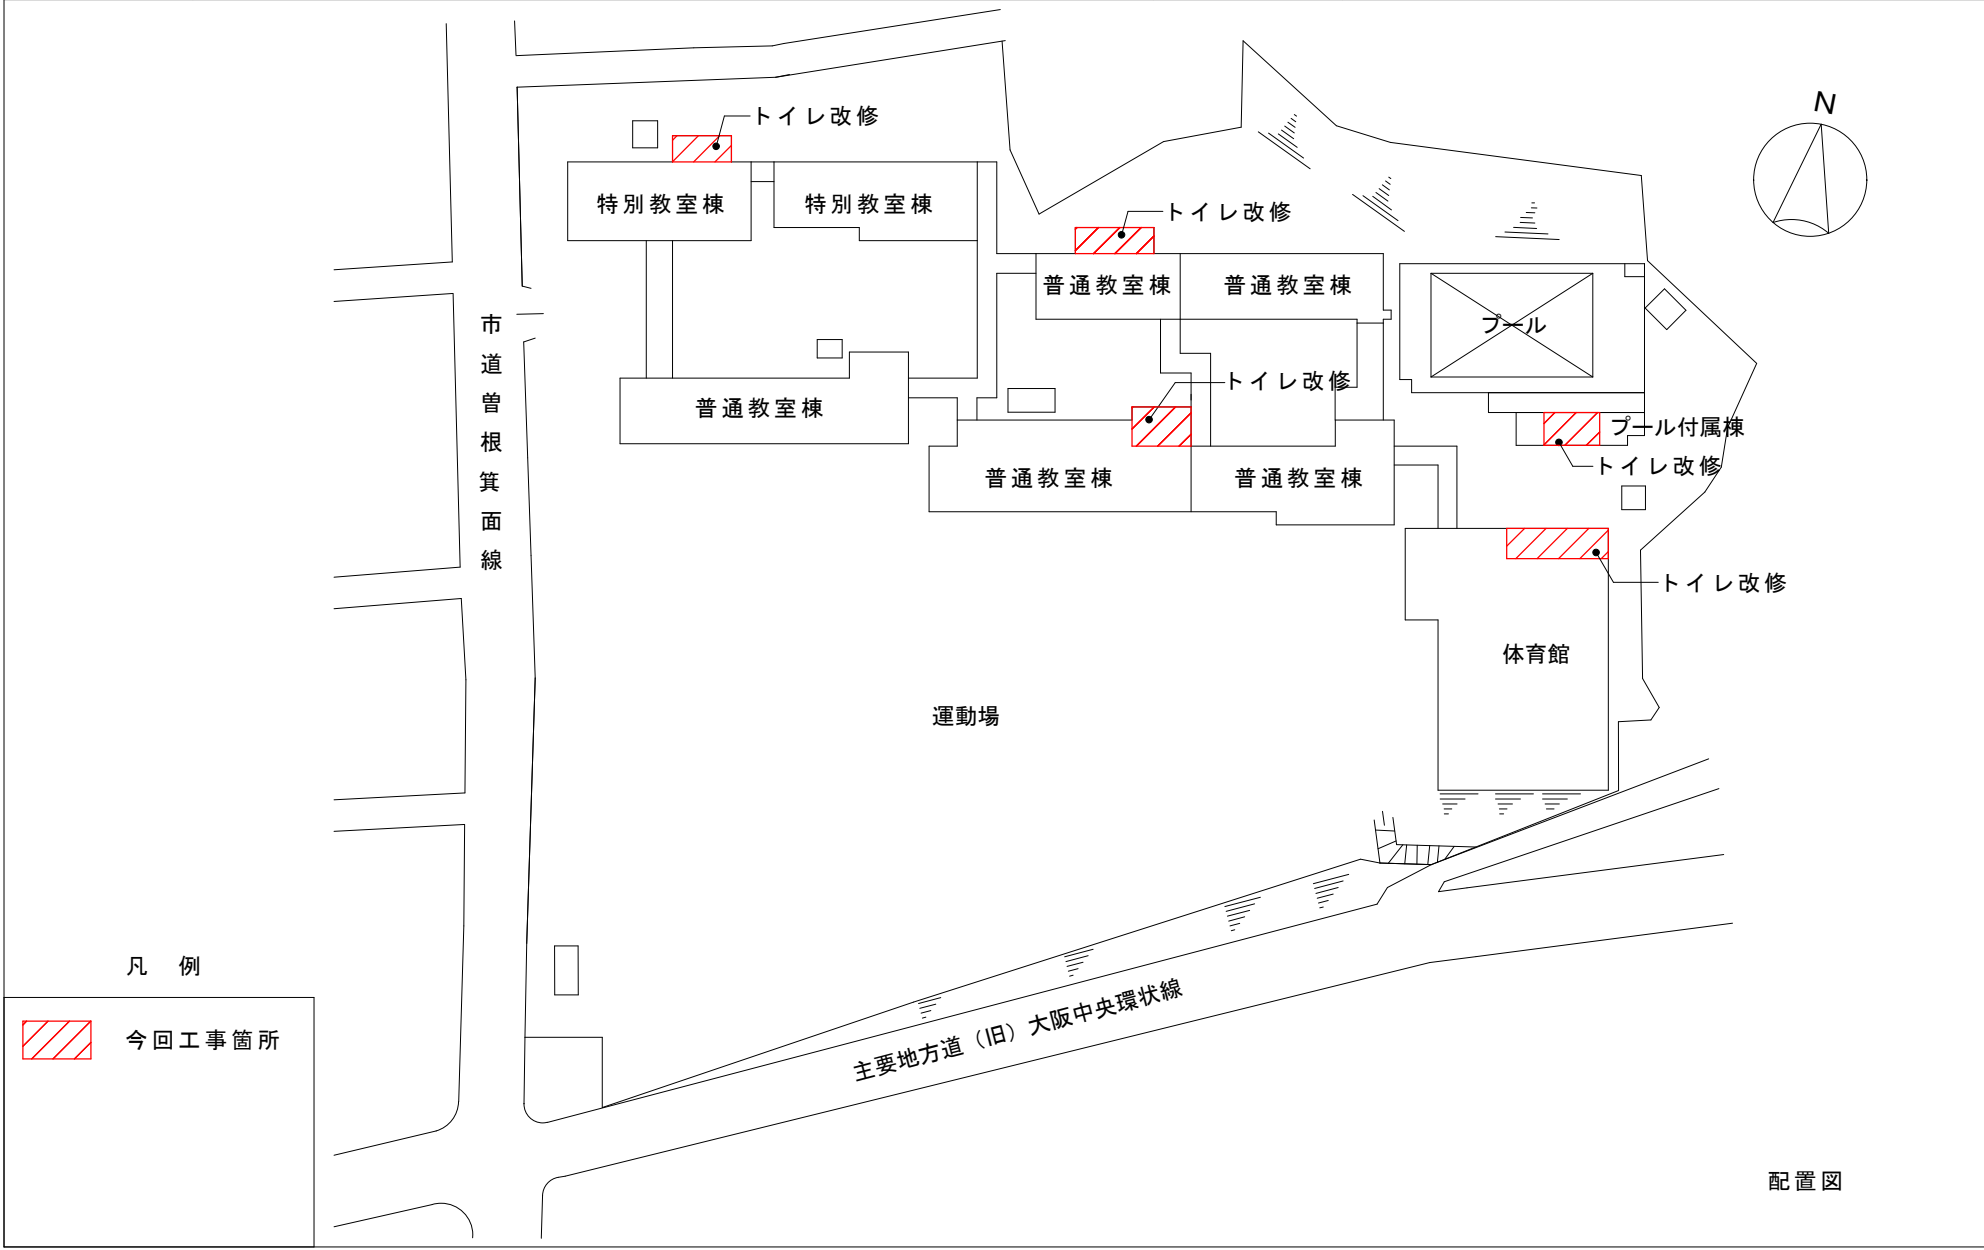 N
トイレ改修
特別教室棟
特別教室棟
トイレ改修
普通教室棟
普通教室棟
プール
市道曽根箕面線
トイレ改修
普通教室棟
プール付属棟
トイレ改修
普通教室棟
普通教室棟
トイレ改修
体育館
運動場
凡 例
今回工事箇所
主要地方道（旧）大阪中央環状線
配置図